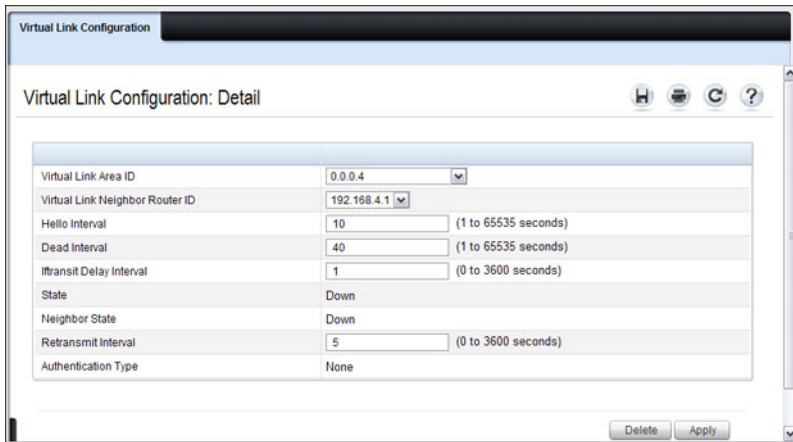 Virtual Link Configuration
Virtual Link Configuration: Detail
Virtual Link Area ID 0.0.0.4
Virtual Link Neighbor Router ID 192.168.4.1
Hello Interval 10 (1 to 65535 seconds)
Dead Interval 40 (1 to 65535 seconds)
Iftransit Delay Interval 1 (0 to 3600 seconds)
State Down
Neighbor State Down
Retransmit Interval 5 (0 to 3600 seconds)
Authentication Type None
Delete Apply